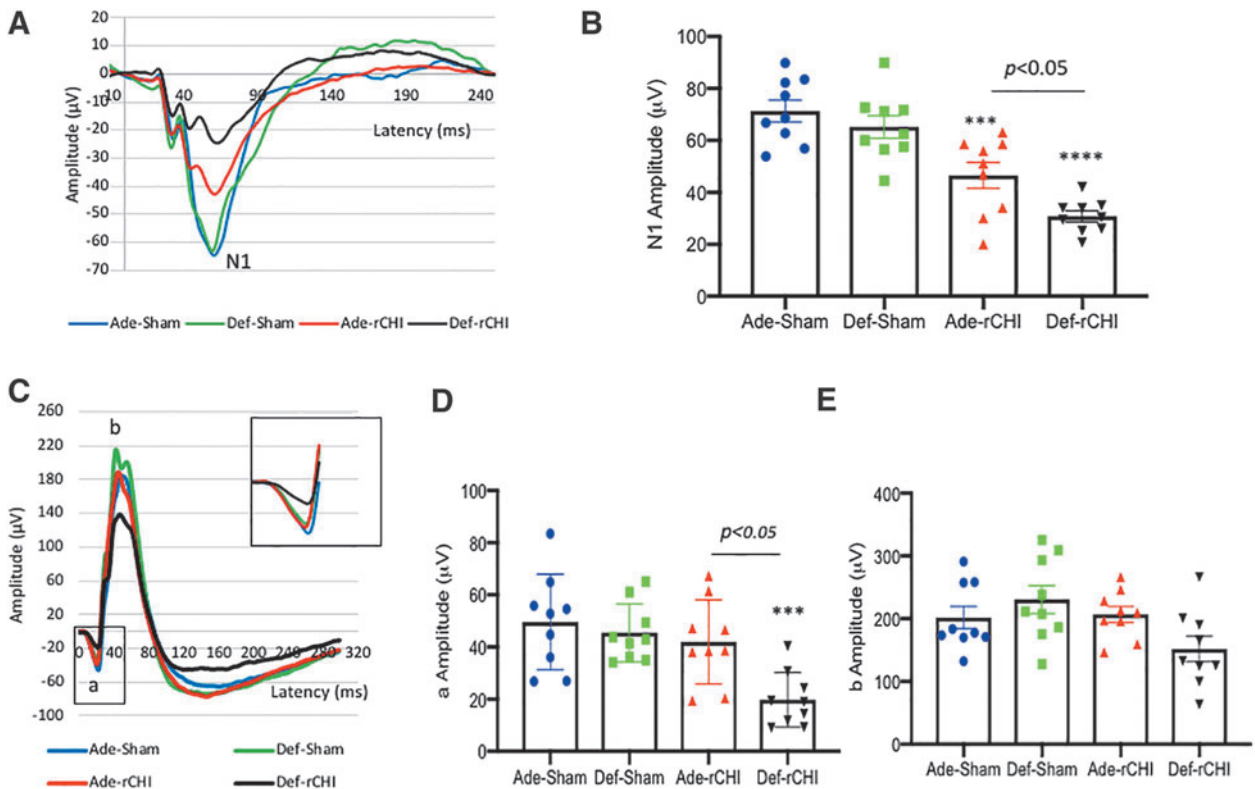 A
20
10
0
-10
-20
-30
-40
-50
-60
-70
Amplitude (µV)
10 40 90 140 190 240
Latency (ms)
N1
Ade-Sham Def-Sham Ade-rCHI Def-rCHI
B
100
80
60
40
20
0
N1 Amplitude (µV)
p<0.05
***
****
Ade-Sham Def-Sham Ade-rCHI Def-rCHI
C
260
220
180
140
100
60
20
-20
-60
-100
Amplitude (µV)
b
a
0 40 80 120 160 200 240 280 320
Latency (ms)
Ade-Sham Def-Sham
Ade-rCHI Def-rCHI
D
100
80
60
40
20
0
a Amplitude (µV)
p<0.05
***
Ade-Sham Def-Sham Ade-rCHI Def-rCHI
E
400
300
200
100
0
b Amplitude (µV)
Ade-Sham Def-Sham Ade-rCHI Def-rCHI